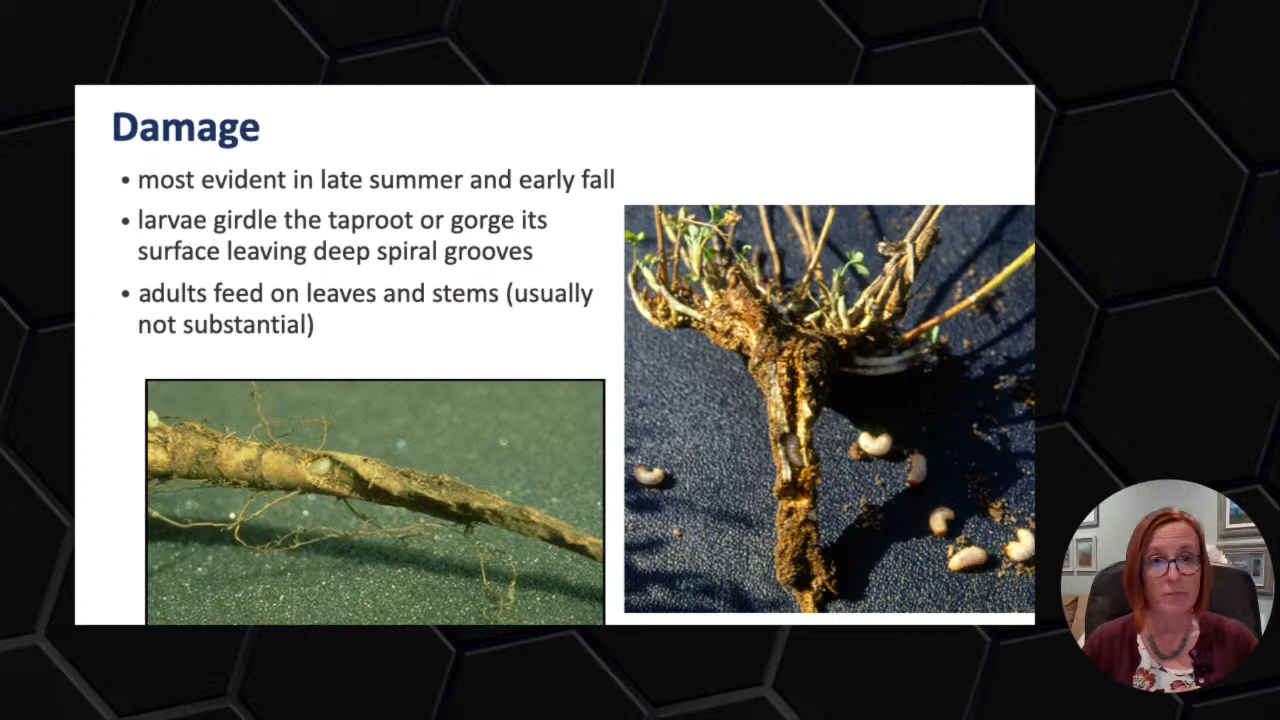 Damage
• most evident in late summer and early fall
• larvae girdle the taproot or gorge its
surface leaving deep spiral grooves
• adults feed on leaves and stems (usually
not substantial)